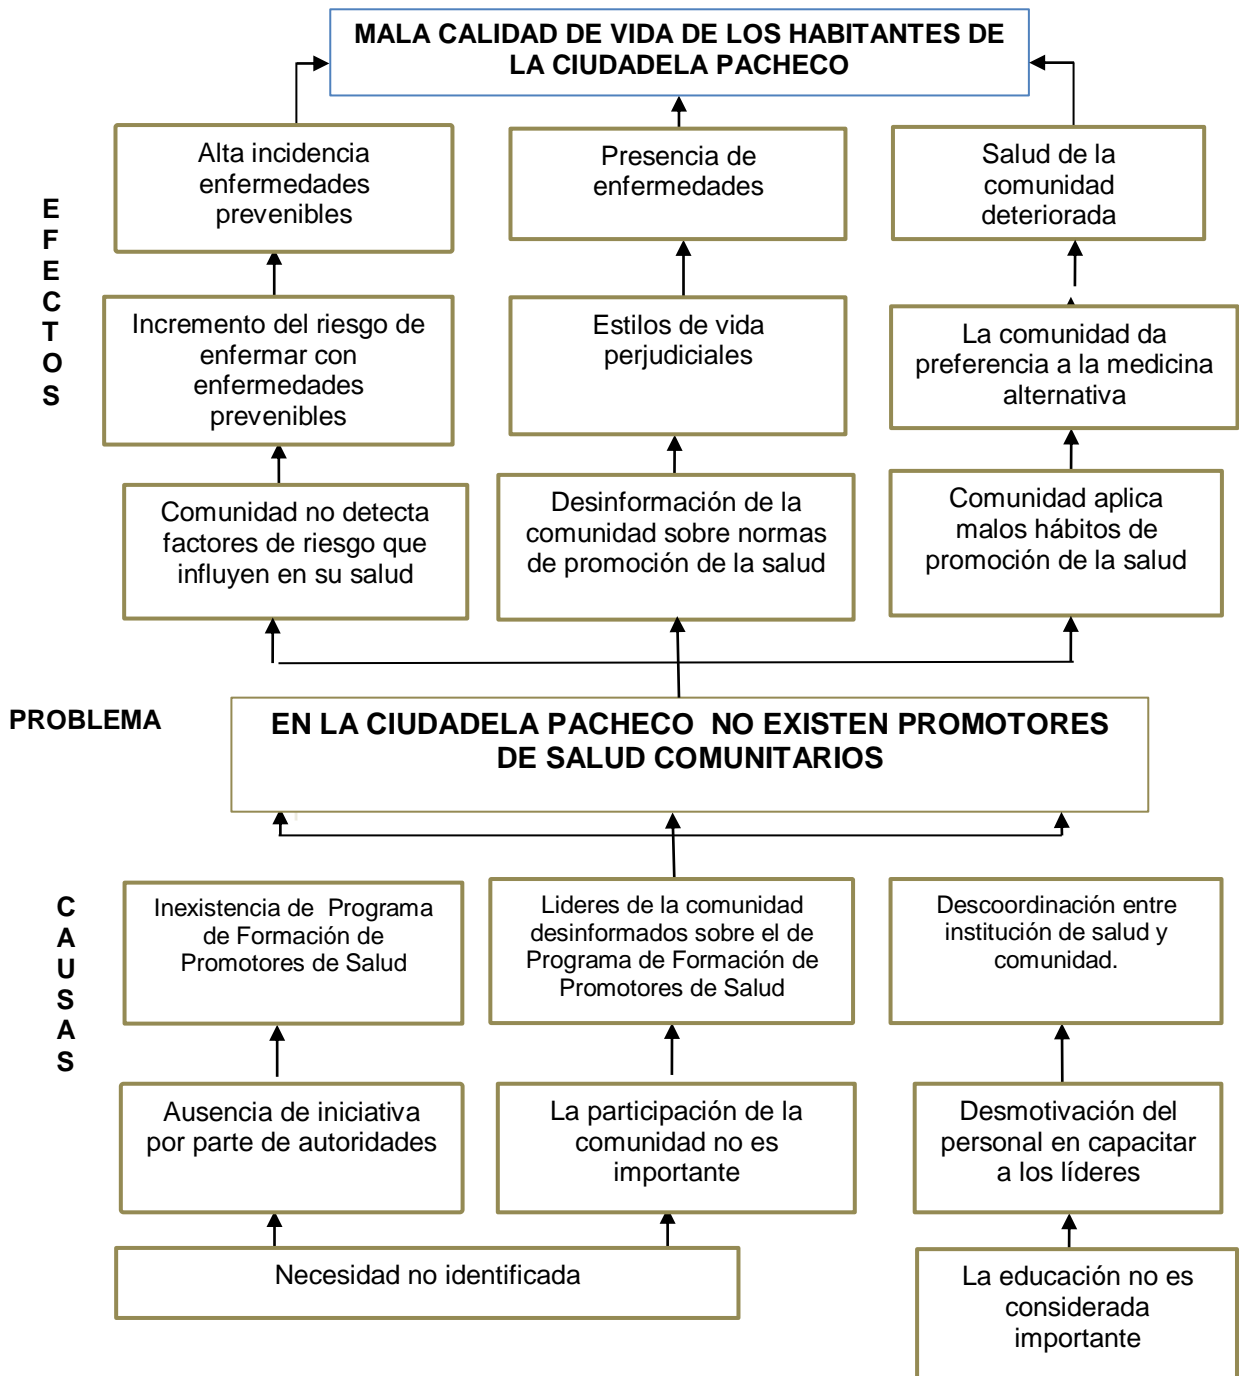 MALA CALIDAD DE VIDA DE LOS HABITANTES DE
LA CIUDADELA PACHECO
Alta incidencia
enfermedades
prevenibles
Presencia de
enfermedades
Salud de la
comunidad
deteriorada
E
F
E
C
T
O
S
Incremento del riesgo de
enfermar con
enfermedades
prevenibles
Estilos de vida
perjudiciales
La comunidad da
preferencia a la medicina
alternativa
Comunidad no detecta
factores de riesgo que
influyen en su salud
Desinformación de la
comunidad sobre normas
de promoción de la salud
Comunidad aplica
malos hábitos de
promoción de la salud
PROBLEMA
EN LA CIUDADELA PACHECO NO EXISTEN PROMOTORES
DE SALUD COMUNITARIOS
C
A
U
S
A
S
Inexistencia de Programa
de Formación de
Promotores de Salud
Lideres de la comunidad
desinformados sobre el de
Programa de Formación de
Promotores de Salud
Descoordinación entre
institución de salud y
comunidad.
Ausencia de iniciativa
por parte de autoridades
La participación de la
comunidad no es
importante
Desmotivación del
personal en capacitar
a los líderes
Necesidad no identificada
La educación no es
considerada
importante